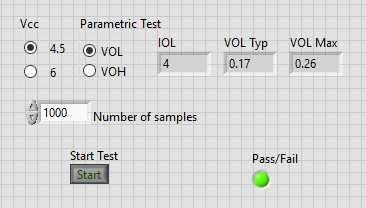 Vcc Parametric Test
4.5 VOL IOL VOL Typ VOL Max
6 VOH 4 0.17 0.26
1000 Number of samples
Start Test Pass/Fail
Start